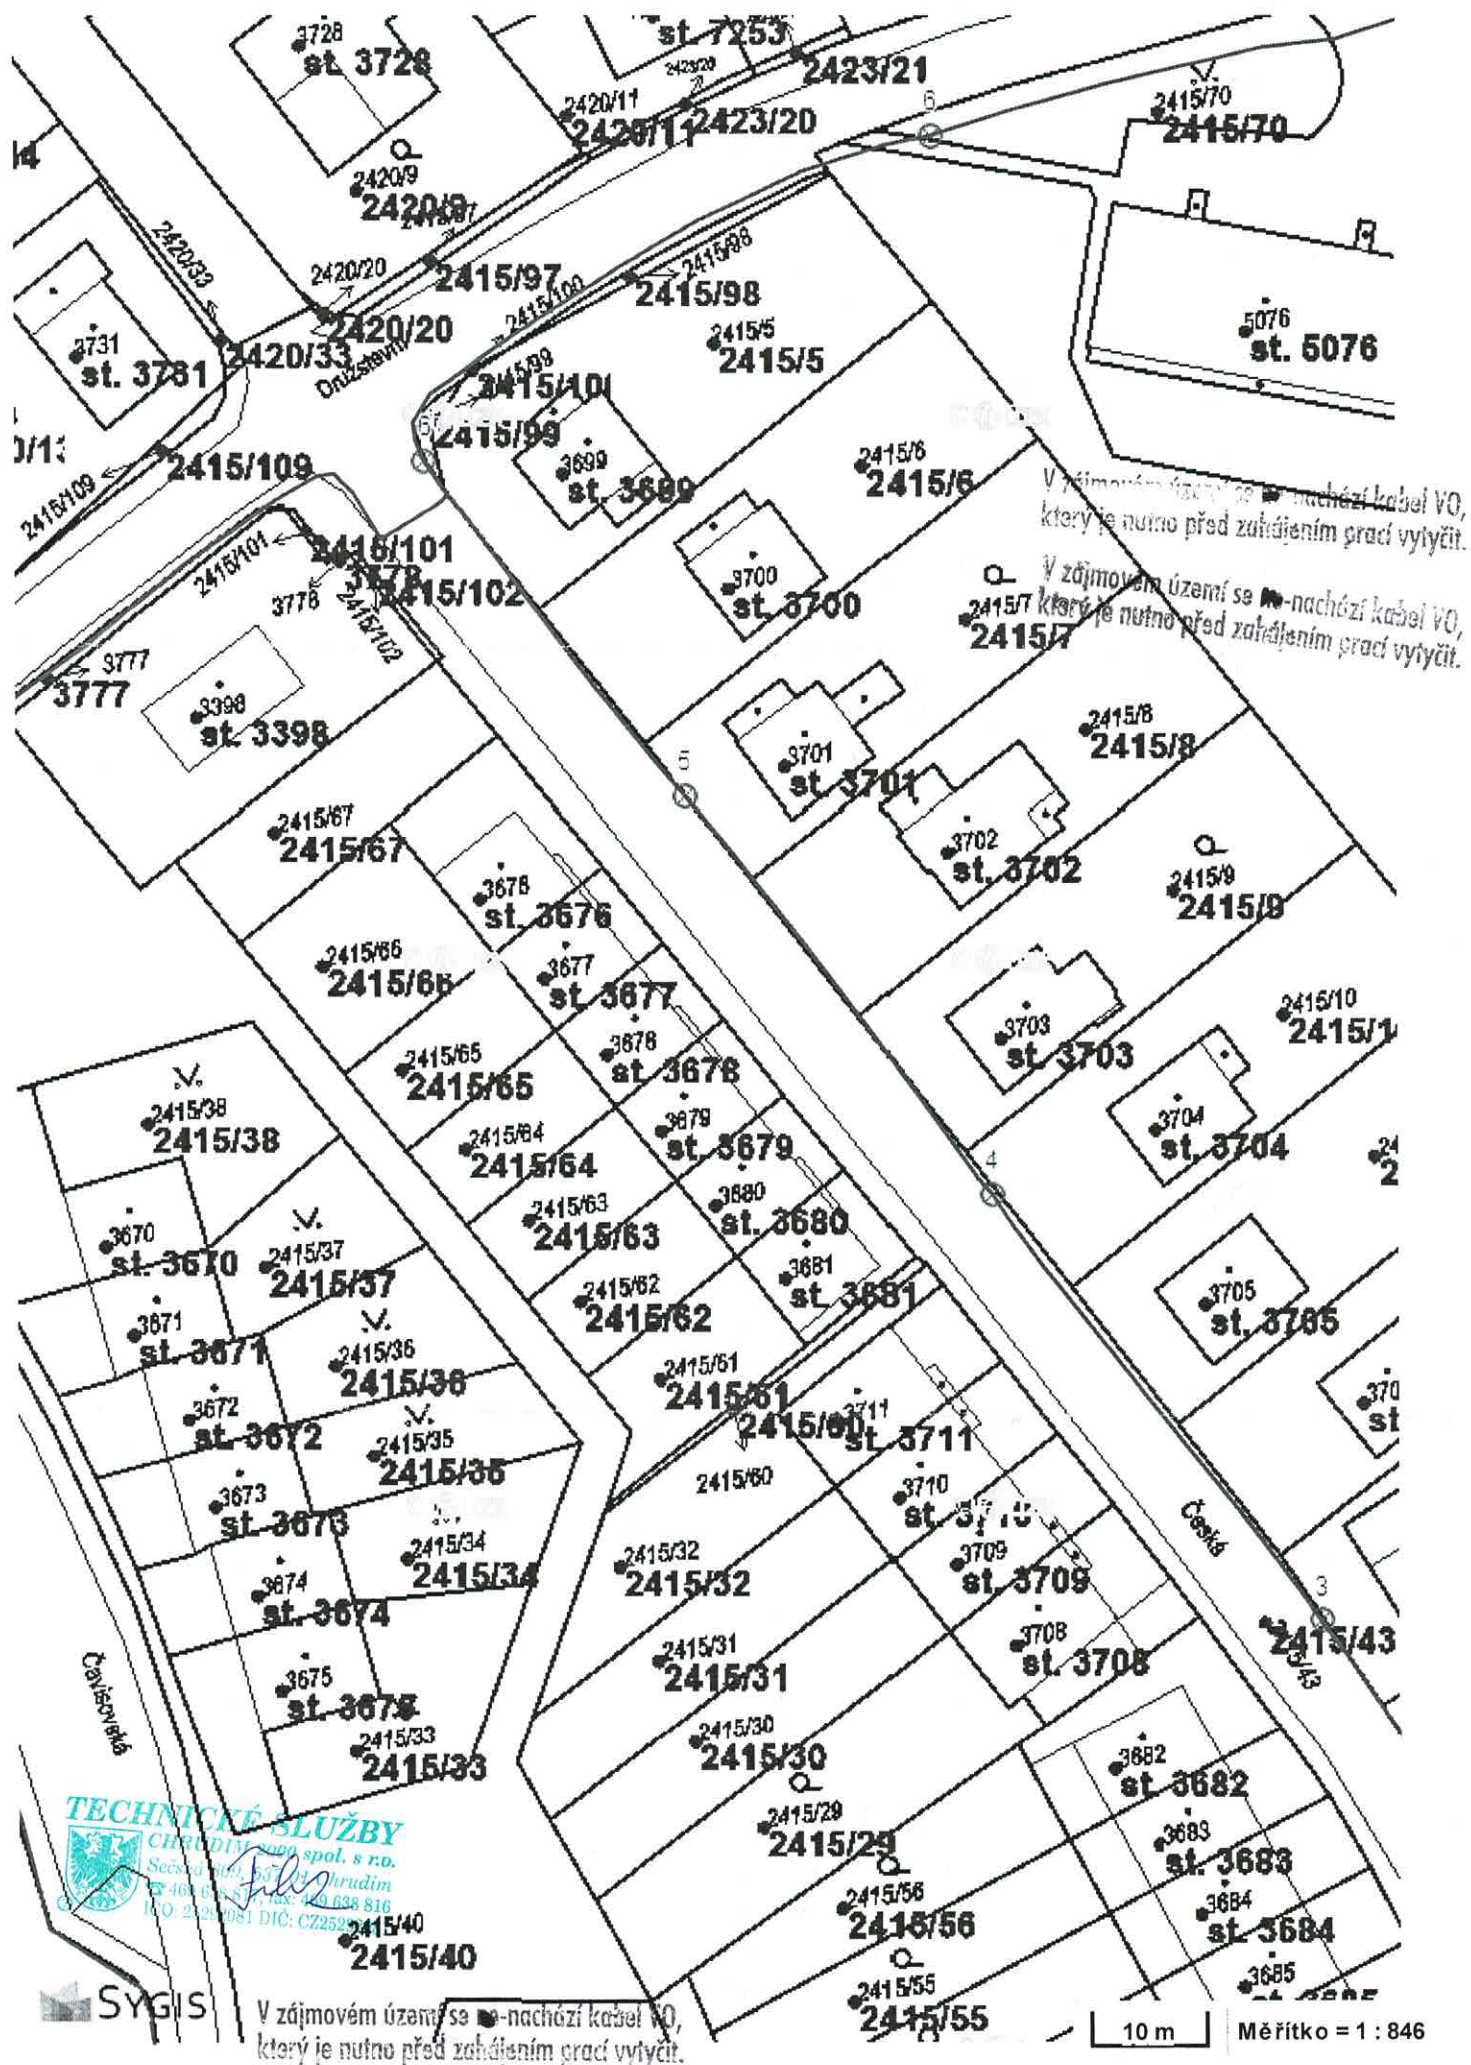 3728
st. 3728
st. 7253
2423/20
2423/21
2420/11
2420/11
2423/20
6
2415/70
2415/70
2420/9
2420/9
2420/33
2420/20
2415/97
2415/98
2415/98
2415/100
2420/20
2420/33
3731
st. 3731
Družstevní
2415/5
2415/5
5076
st. 5076
2415/99
2415/99
6
2415/109
2415/109
3699
st. 3699
2415/6
2415/6
V zájmovém území se nachází kabel VO,
který je nutno před zahájením prací vytyčit.
2415/101
2415/101
3778
2415/102
2415/102
3700
st. 3700
2415/7
2415/7
V zájmovém území se nachází kabel VO,
který je nutno před zahájením prací vytyčit.
3777
3777
3398
st. 3398
3701
st. 3701
2415/8
2415/8
5
2415/67
2415/67
3702
st. 3702
3676
st. 3676
2415/9
2415/9
2415/66
2415/66
3677
st. 3677
3703
st. 3703
2415/10
2415/65
2415/65
3678
st. 3678
2415/38
2415/38
2415/64
2415/64
3679
st. 3679
3704
st. 3704
4
3680
st. 3680
2415/63
2415/63
3670
st. 3670
2415/37
2415/37
3681
st. 3681
2415/62
2415/62
3705
st. 3705
3671
st. 3671
2415/36
2415/36
2415/61
2415/61
3672
st. 3672
2415/60
3711
st. 3711
2415/35
2415/35
2415/60
3710
3673
st. 3673
2415/34
2415/34
2415/32
2415/32
3709
st. 3709
Česká
3674
st. 3674
3
2415/43
3708
st. 3708
2415/31
2415/31
Čavisovská
3675
st. 3675
2415/33
2415/33
2415/30
2415/30
3682
st. 3682
TECHNICKÉ SLUŽBY
CHRUDIM 2000 spol. s r.o.
2415/29
2415/29
3683
st. 3683
2415/56
2415/56
3684
st. 3684
2415/40
2415/40
3685
2415/55
2415/55
SYGIS
V zájmovém území se nachází kabel VO,
který je nutno před zahájením prací vytyčit.
10 m
Měřítko = 1 : 846